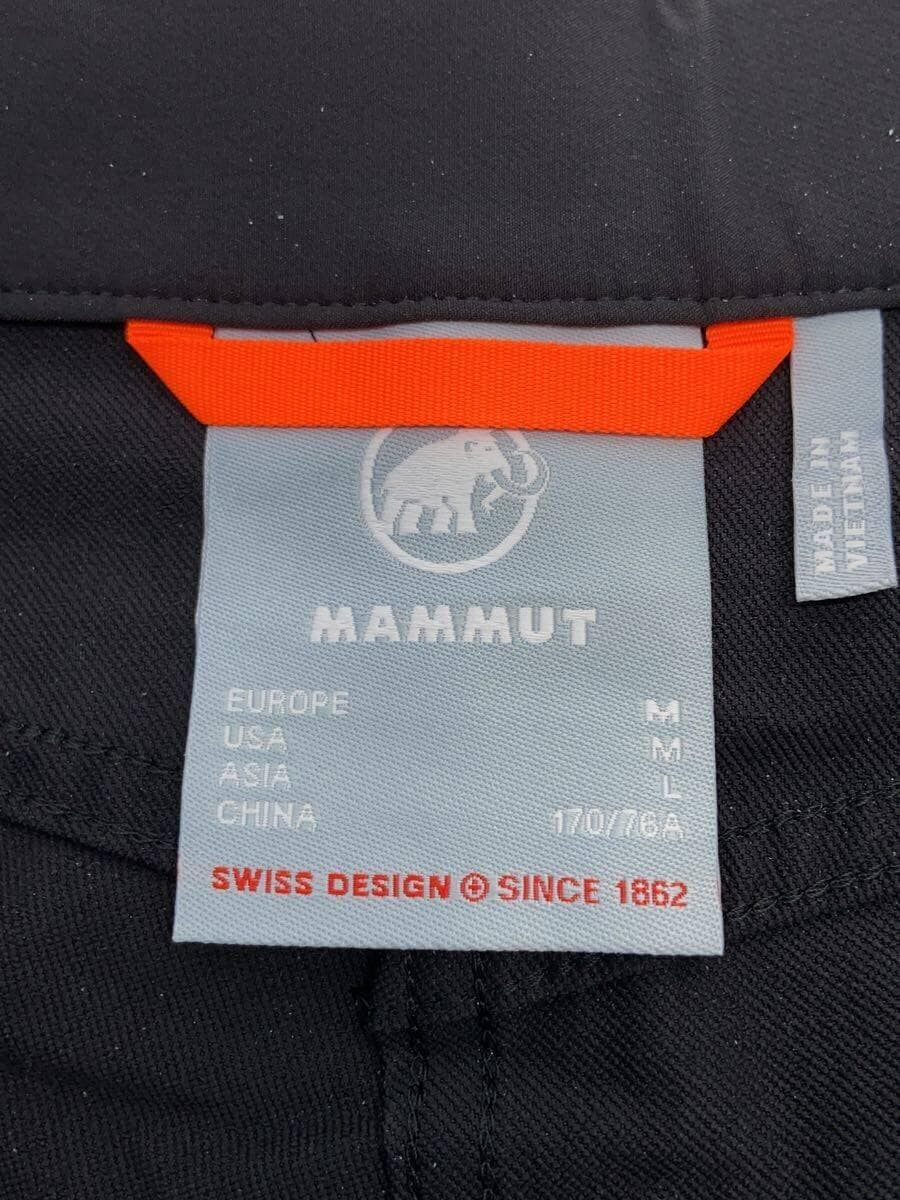 MAMMUT
EUROPE M
USA M
ASIA L
CHINA 170/76A
SWISS DESIGN SINCE 1862
MADE IN
VIETNAM